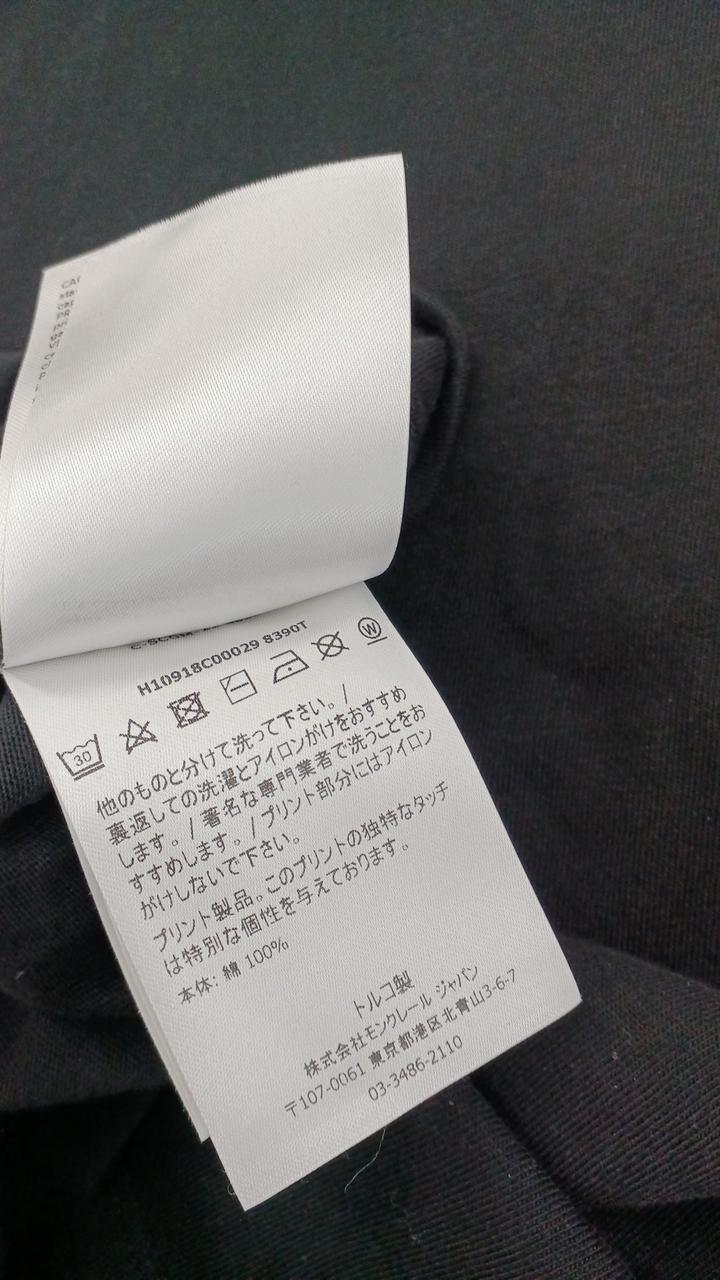 H10918C00029 8390T
30
W
他のものと分けて洗って下さい。/
裏返しての洗濯とアイロンがけをおすすめ
します。/著名な専門業者で洗うことをお
すすめします。/プリント部分にはアイロン
がけしないで下さい。
プリント製品。このプリントの独特なタッチ
は特別な個性を与えております。
本体: 綿 100%
トルコ製
株式会社モンクレール ジャパン
〒107-0061 東京都港区北青山3-6-7
03-3486-2110